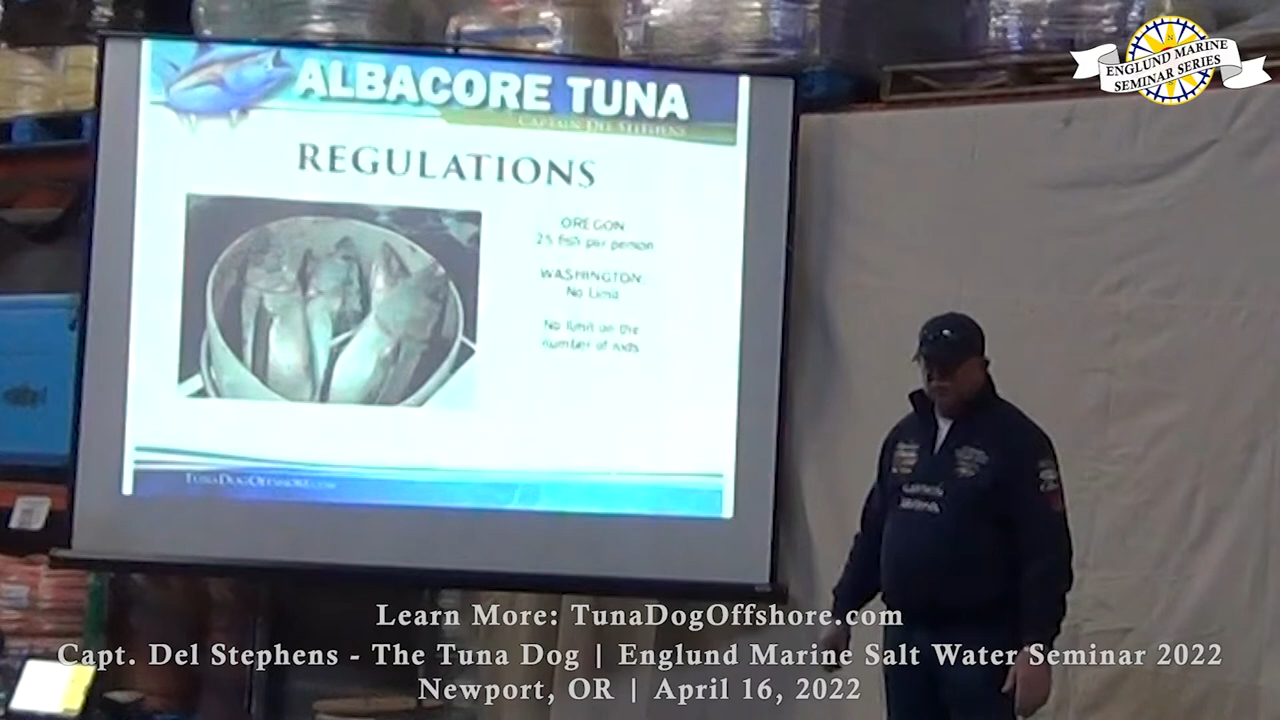 ENGLUND MARINE
SEMINAR SERIES
ALBACORE TUNA
CAPTAIN DEL STEPHENS
REGULATIONS
OREGON
25 fish per person
WASHINGTON
No Limit
No limit on the
number of rods
TUNADOGOFFSHORE.COM
Learn More: TunaDogOffshore.com
Capt. Del Stephens - The Tuna Dog | Englund Marine Salt Water Seminar 2022
Newport, OR | April 16, 2022